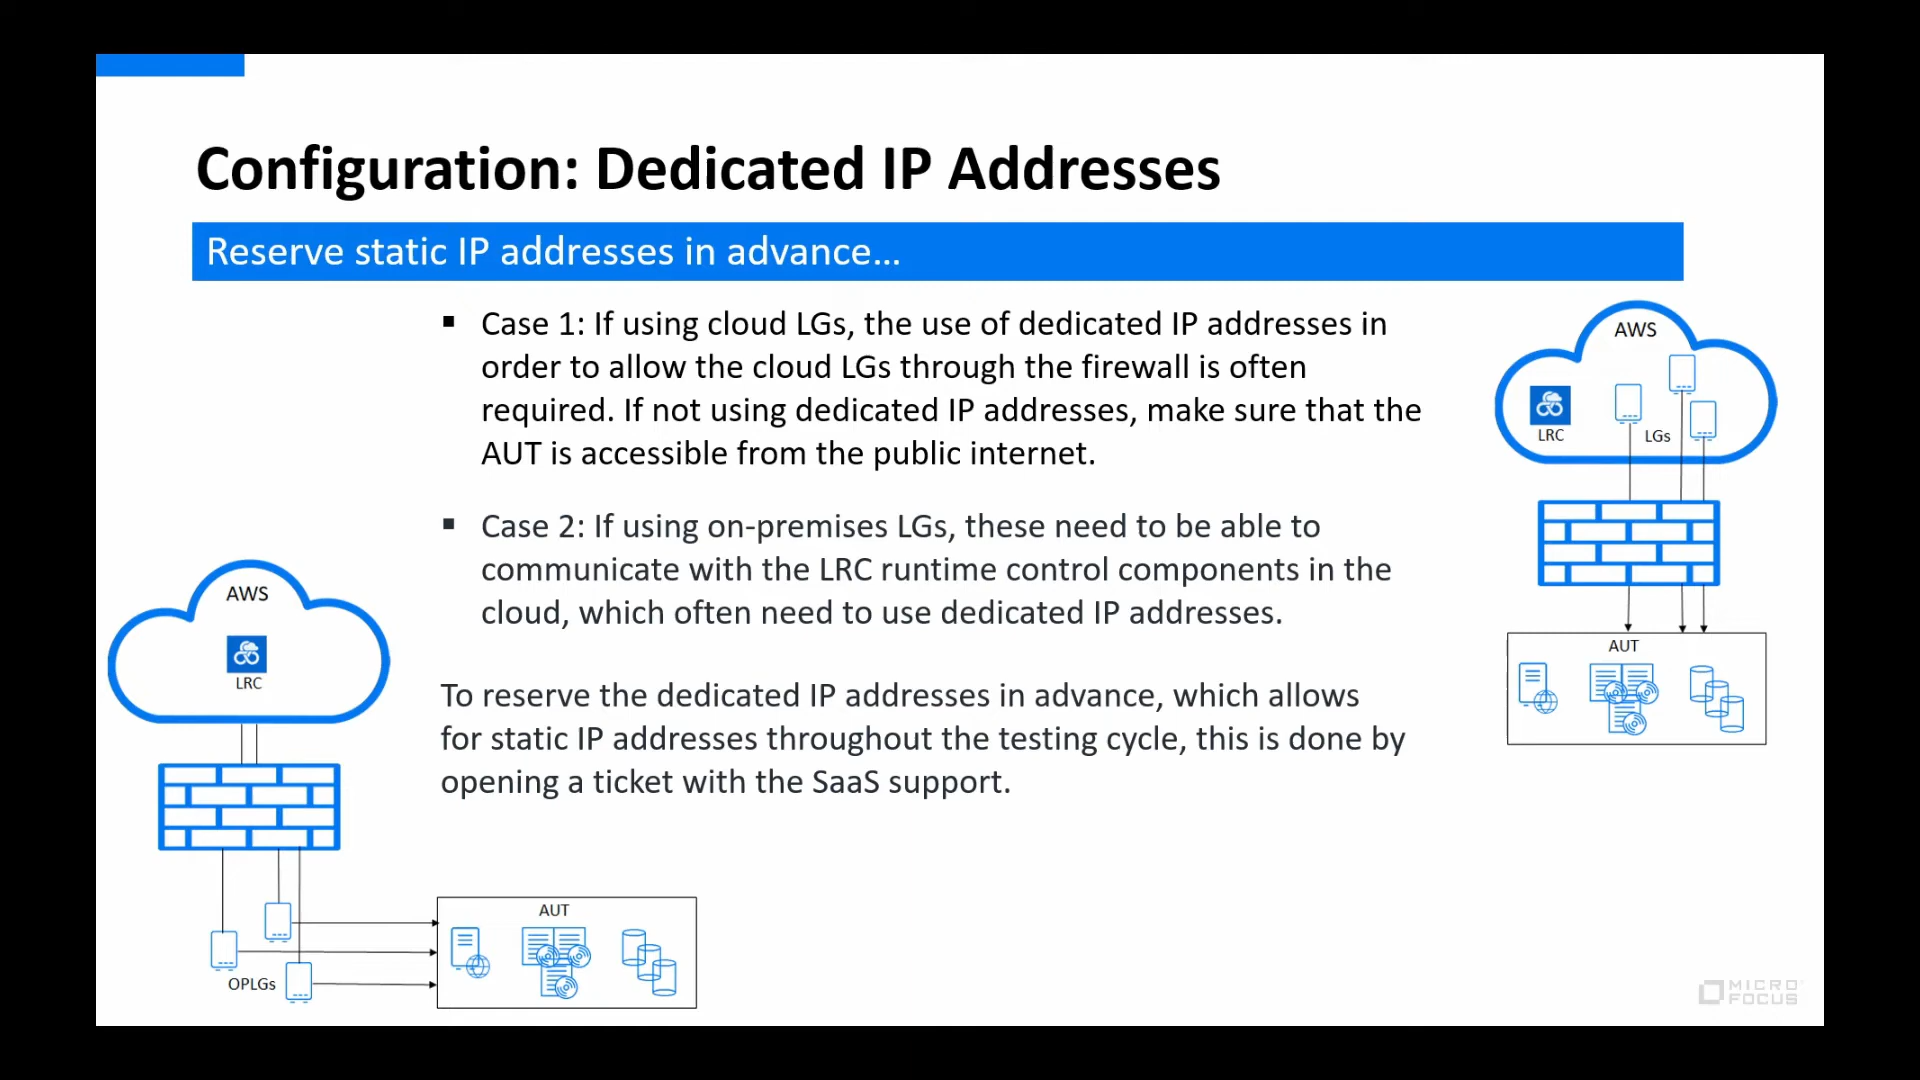 Configuration: Dedicated IP Addresses
Reserve static IP addresses in advance...
▪ Case 1: If using cloud LGs, the use of dedicated IP addresses in
order to allow the cloud LGs through the firewall is often
required. If not using dedicated IP addresses, make sure that the
AUT is accessible from the public internet.
▪ Case 2: If using on-premises LGs, these need to be able to
communicate with the LRC runtime control components in the
cloud, which often need to use dedicated IP addresses.
To reserve the dedicated IP addresses in advance, which allows
for static IP addresses throughout the testing cycle, this is done by
opening a ticket with the SaaS support.
AWS
LRC
LGs
AUT
AWS
LRC
OPLGs
AUT
MICRO
FOCUS